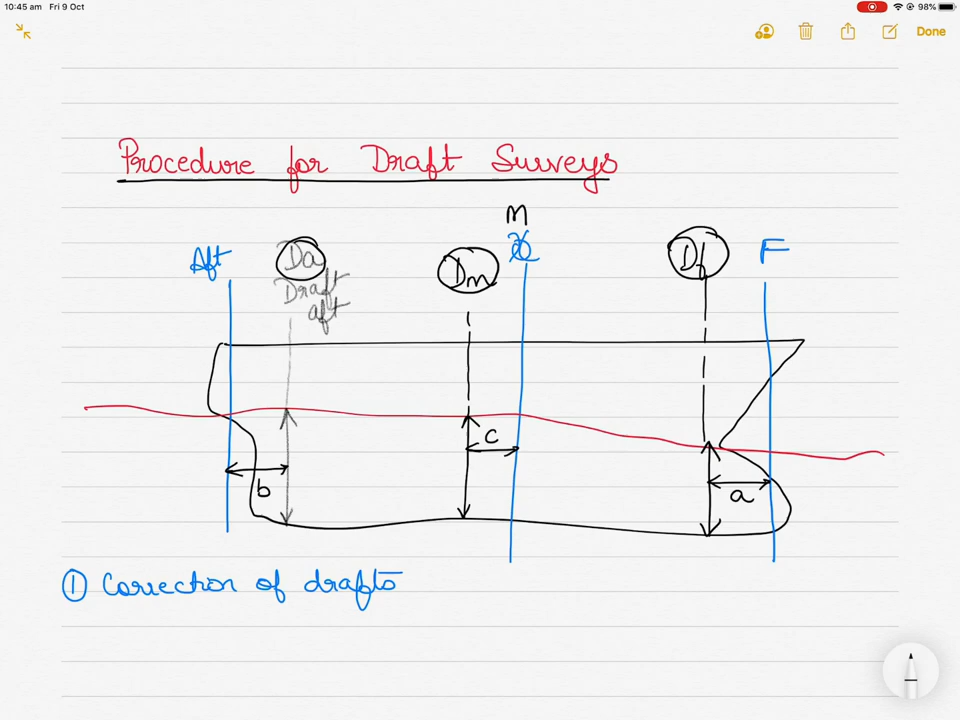 10:45 am Fri 9 Oct
98%
Done
Procedure for Draft Surveys
M
Aft
Da
Draft
aft
Dm
Df
F
c
b
a
① Correction of drafts